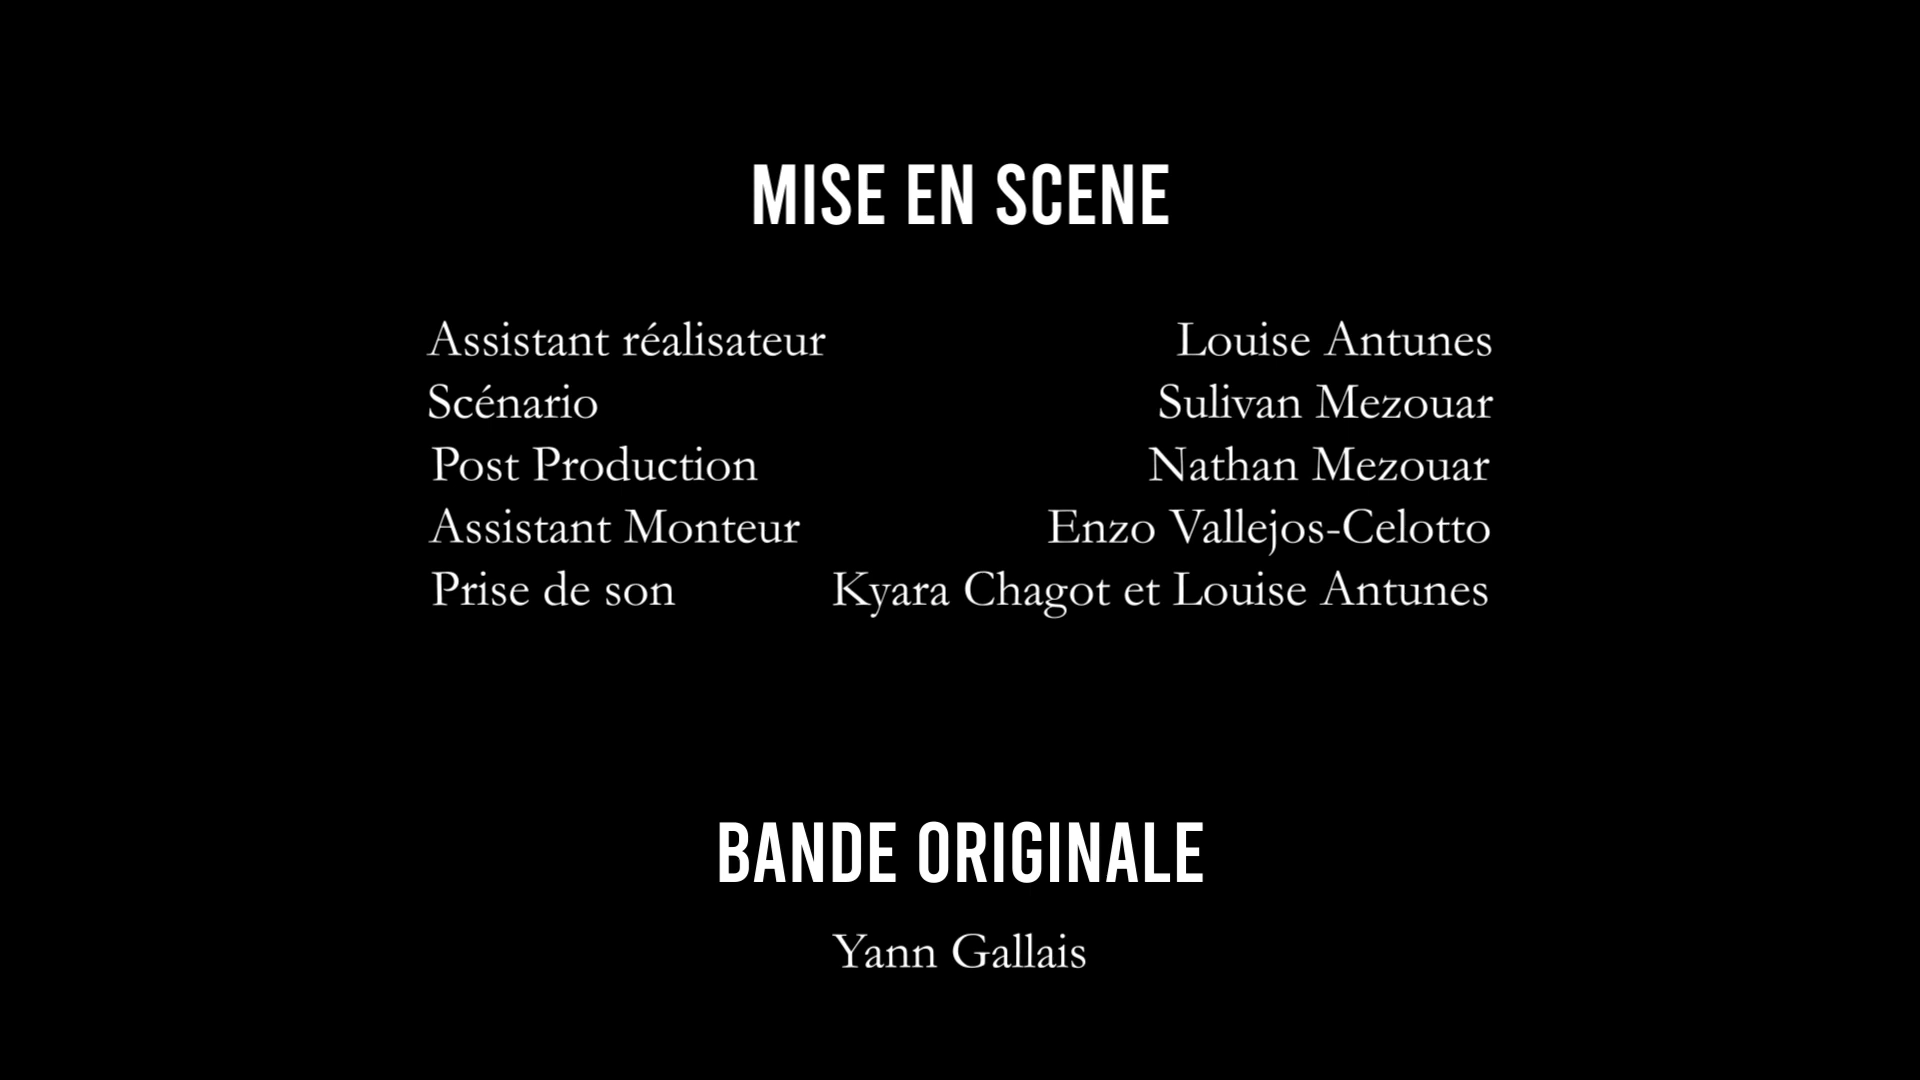 MISE EN SCENE
Assistant réalisateur Louise Antunes
Scénario Sulivan Mezouar
Post Production Nathan Mezouar
Assistant Monteur Enzo Vallejos-Celotto
Prise de son Kyara Chagot et Louise Antunes
BANDE ORIGINALE
Yann Gallais